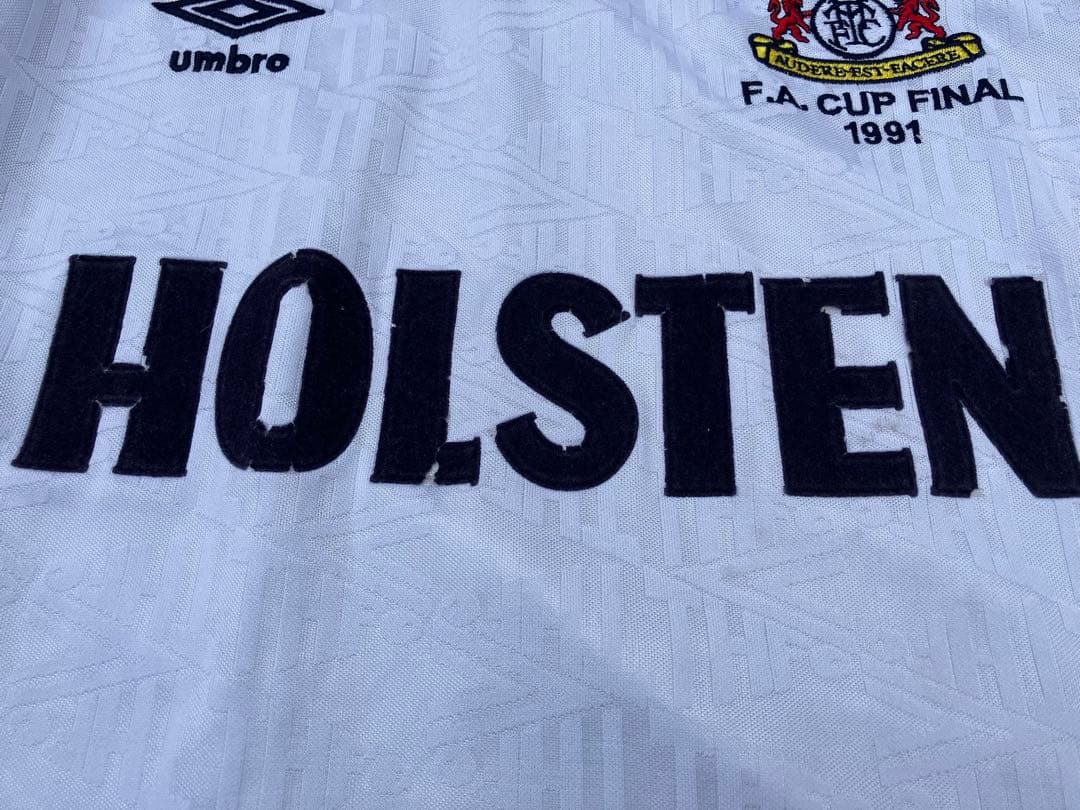 umbro
AUDERE·EST·FACERE
F.A. CUP FINAL
1991
HOLSTEN